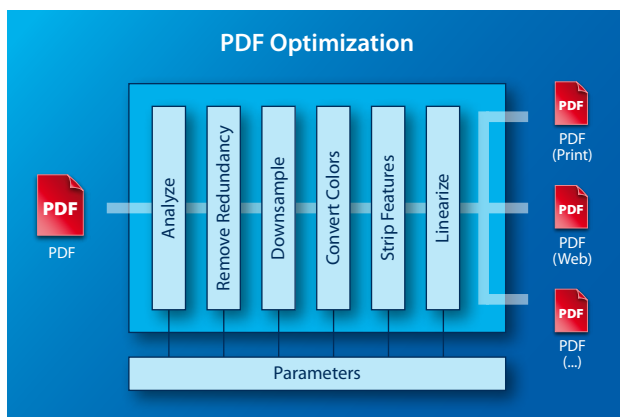 PDF Optimization
PDF
PDF
Analyze
Remove Redundancy
Downsample
Convert Colors
Strip Features
Linearize
PDF
PDF
(Print)
PDF
PDF
(Web)
PDF
PDF
(...)
Parameters